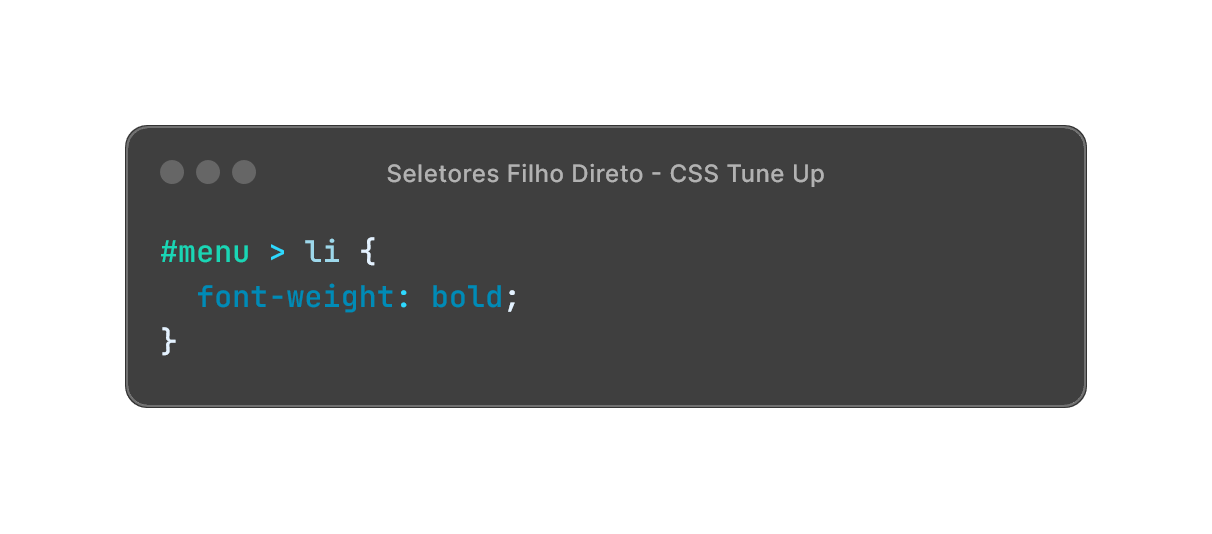 Seletores Filho Direto - CSS Tune Up
#menu > li {
  font-weight: bold;
}